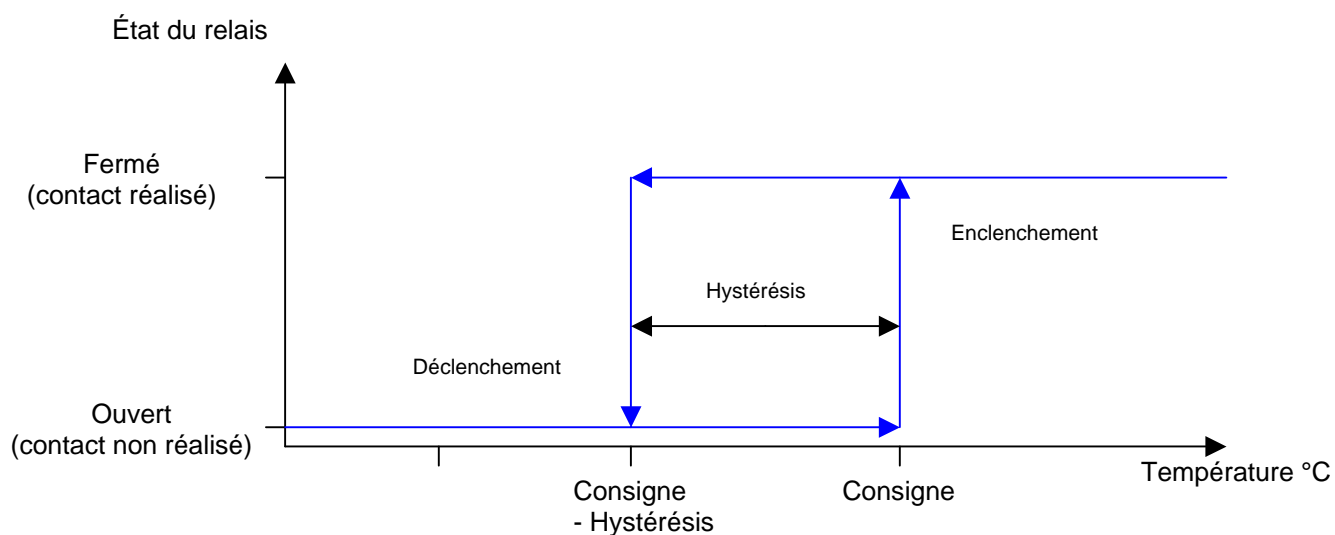 État du relais
Fermé
(contact réalisé)
Enclenchement
Hystérésis
Déclenchement
Ouvert
(contact non réalisé)
Température °C
Consigne
- Hystérésis
Consigne